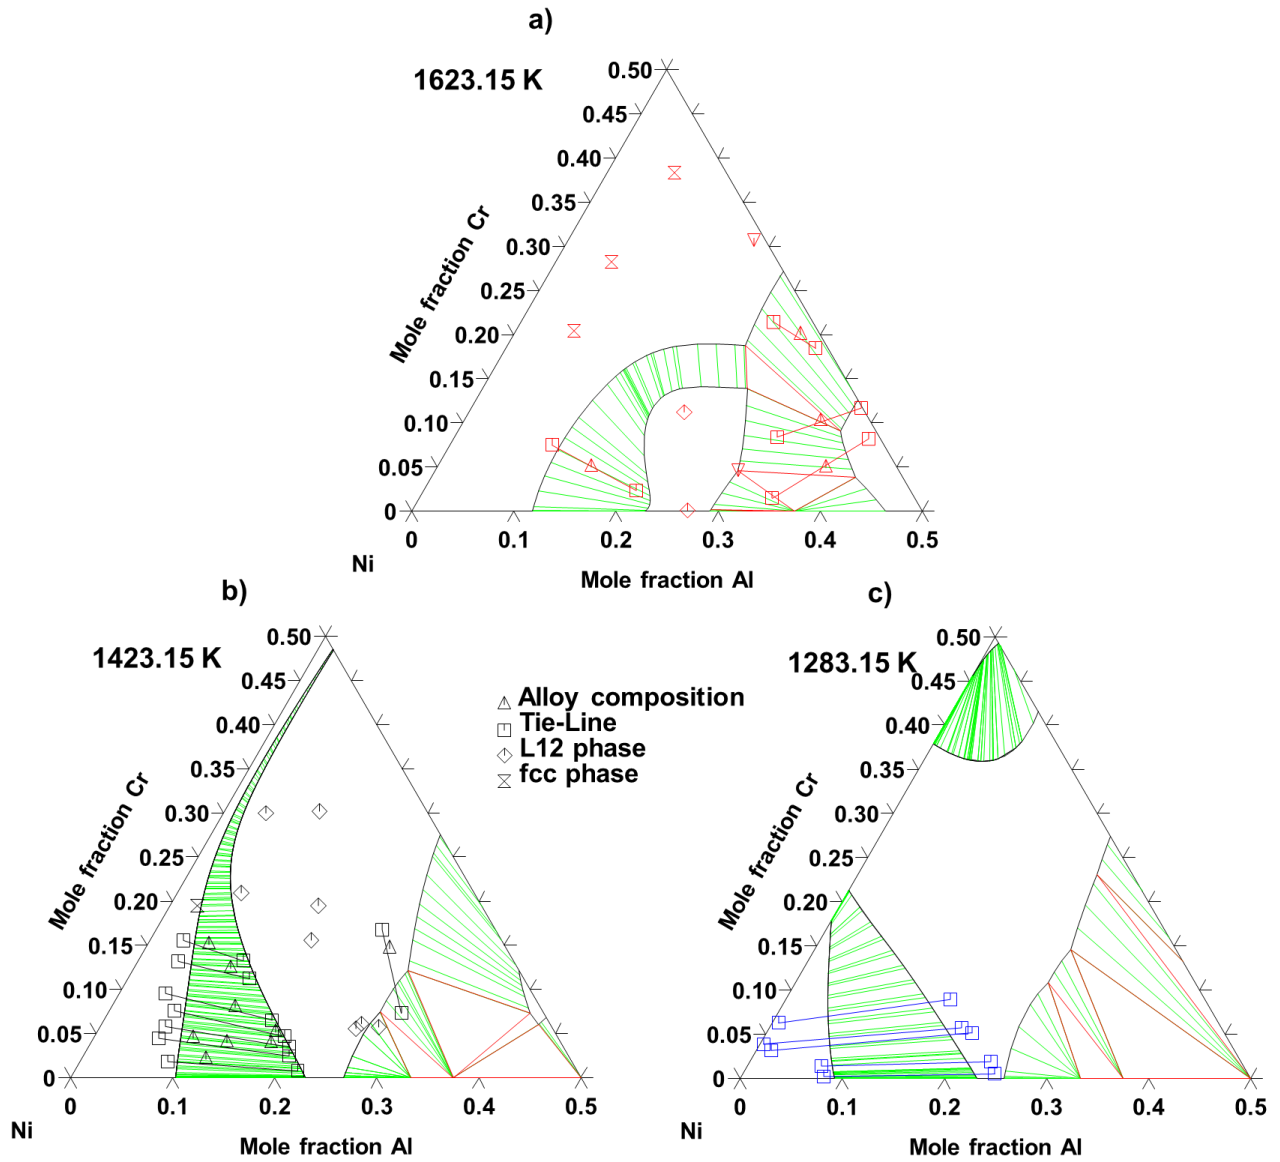 a)
1623.15 K
0.50
0.45
0.40
0.35
0.30
0.25
0.20
0.15
0.10
0.05
0
Mole fraction Cr
0 0.1 0.2 0.3 0.4 0.5
Ni
Mole fraction Al
b)
1423.15 K
0.50
0.45
0.40
0.35
0.30
0.25
0.20
0.15
0.10
0.05
0
Mole fraction Cr
0 0.1 0.2 0.3 0.4 0.5
Ni
Mole fraction Al
Alloy composition
Tie-Line
L12 phase
fcc phase
c)
1283.15 K
0.50
0.45
0.40
0.35
0.30
0.25
0.20
0.15
0.10
0.05
0
Mole fraction Cr
0 0.1 0.2 0.3 0.4 0.5
Ni
Mole fraction Al